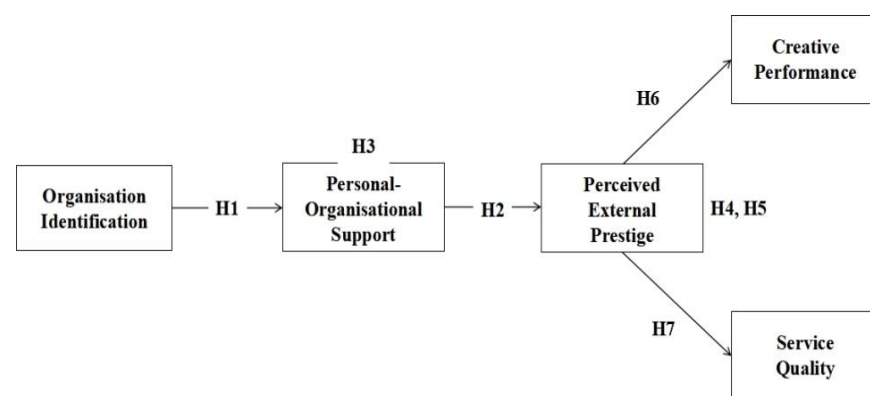 Creative
Performance
H6
H3
Organisation
Identification
H1
Personal-
Organisational
Support
H2
Perceived
External
Prestige
H4, H5
H7
Service
Quality